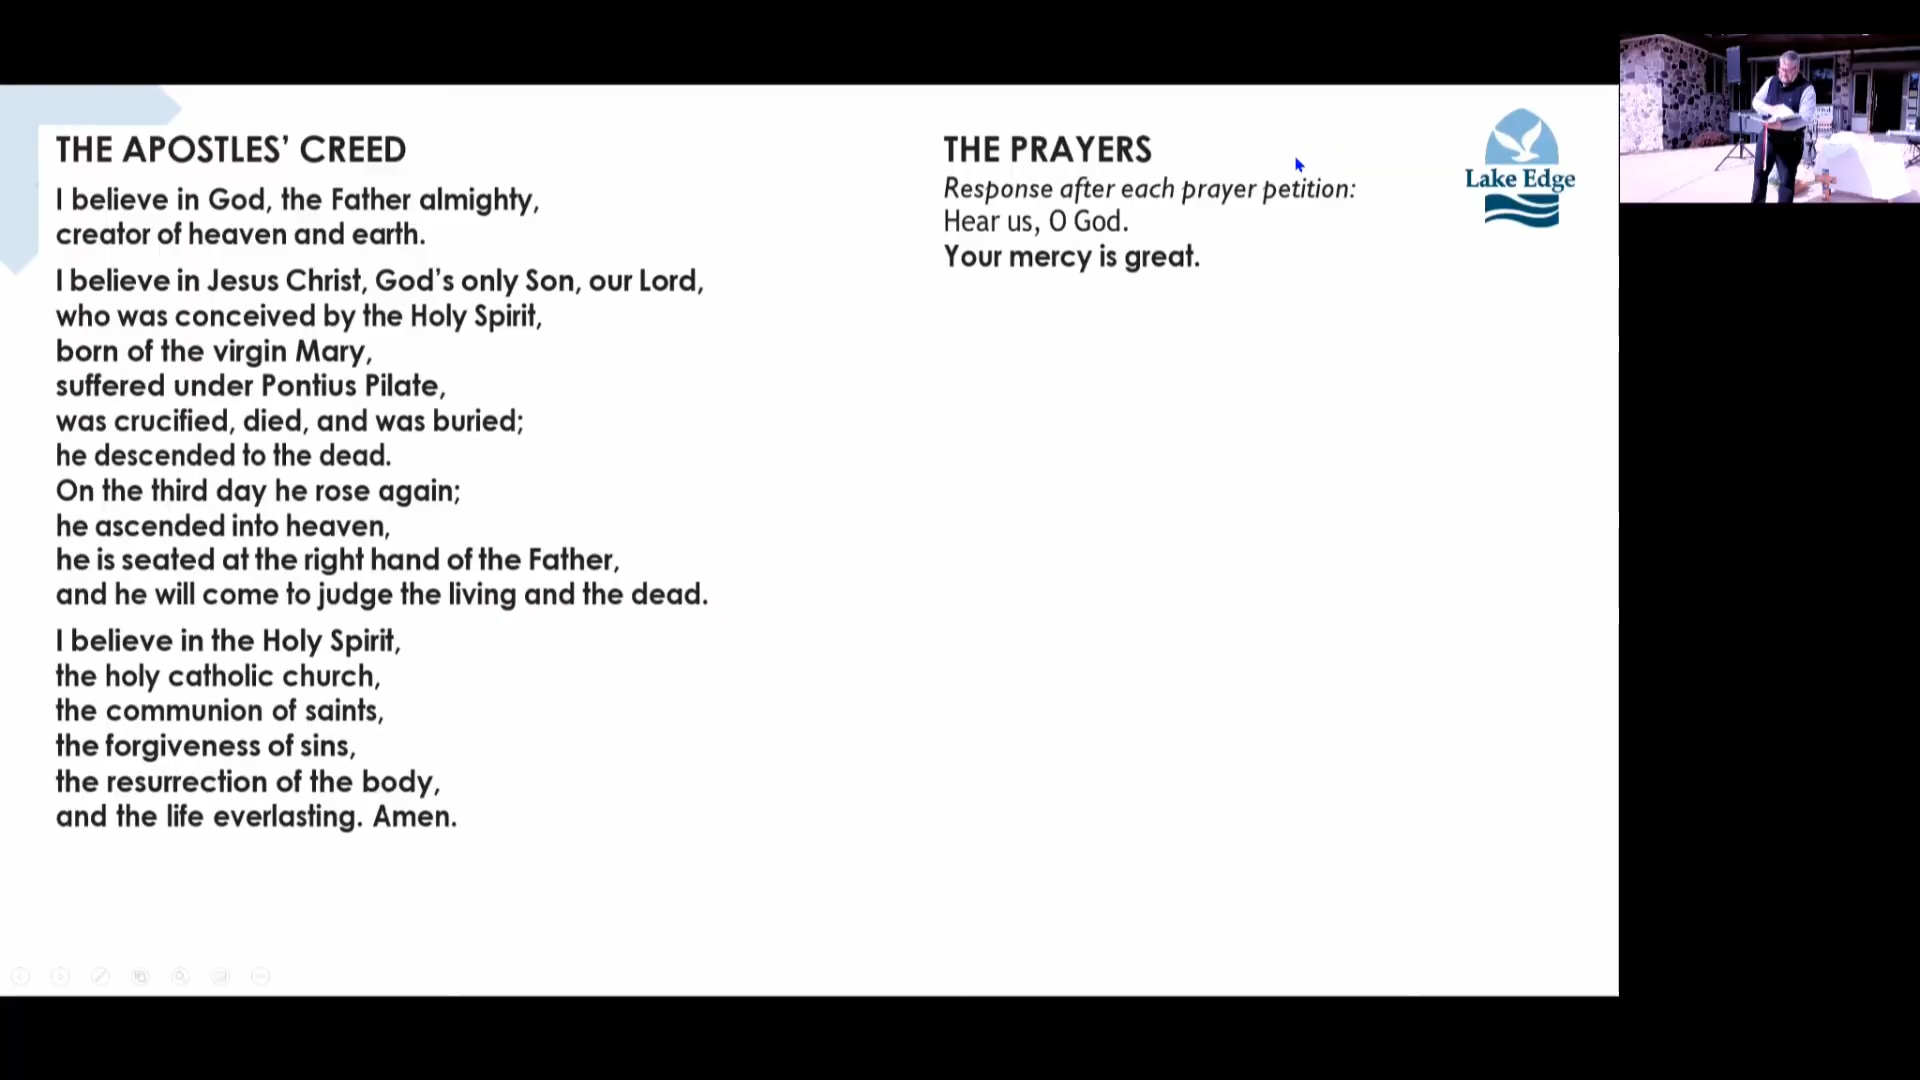 THE APOSTLES’ CREED
I believe in God, the Father almighty,
creator of heaven and earth.
I believe in Jesus Christ, God’s only Son, our Lord,
who was conceived by the Holy Spirit,
born of the virgin Mary,
suffered under Pontius Pilate,
was crucified, died, and was buried;
he descended to the dead.
On the third day he rose again;
he ascended into heaven,
he is seated at the right hand of the Father,
and he will come to judge the living and the dead.
I believe in the Holy Spirit,
the holy catholic church,
the communion of saints,
the forgiveness of sins,
the resurrection of the body,
and the life everlasting. Amen.
THE PRAYERS
Response after each prayer petition:
Hear us, O God.
Your mercy is great.
Lake Edge